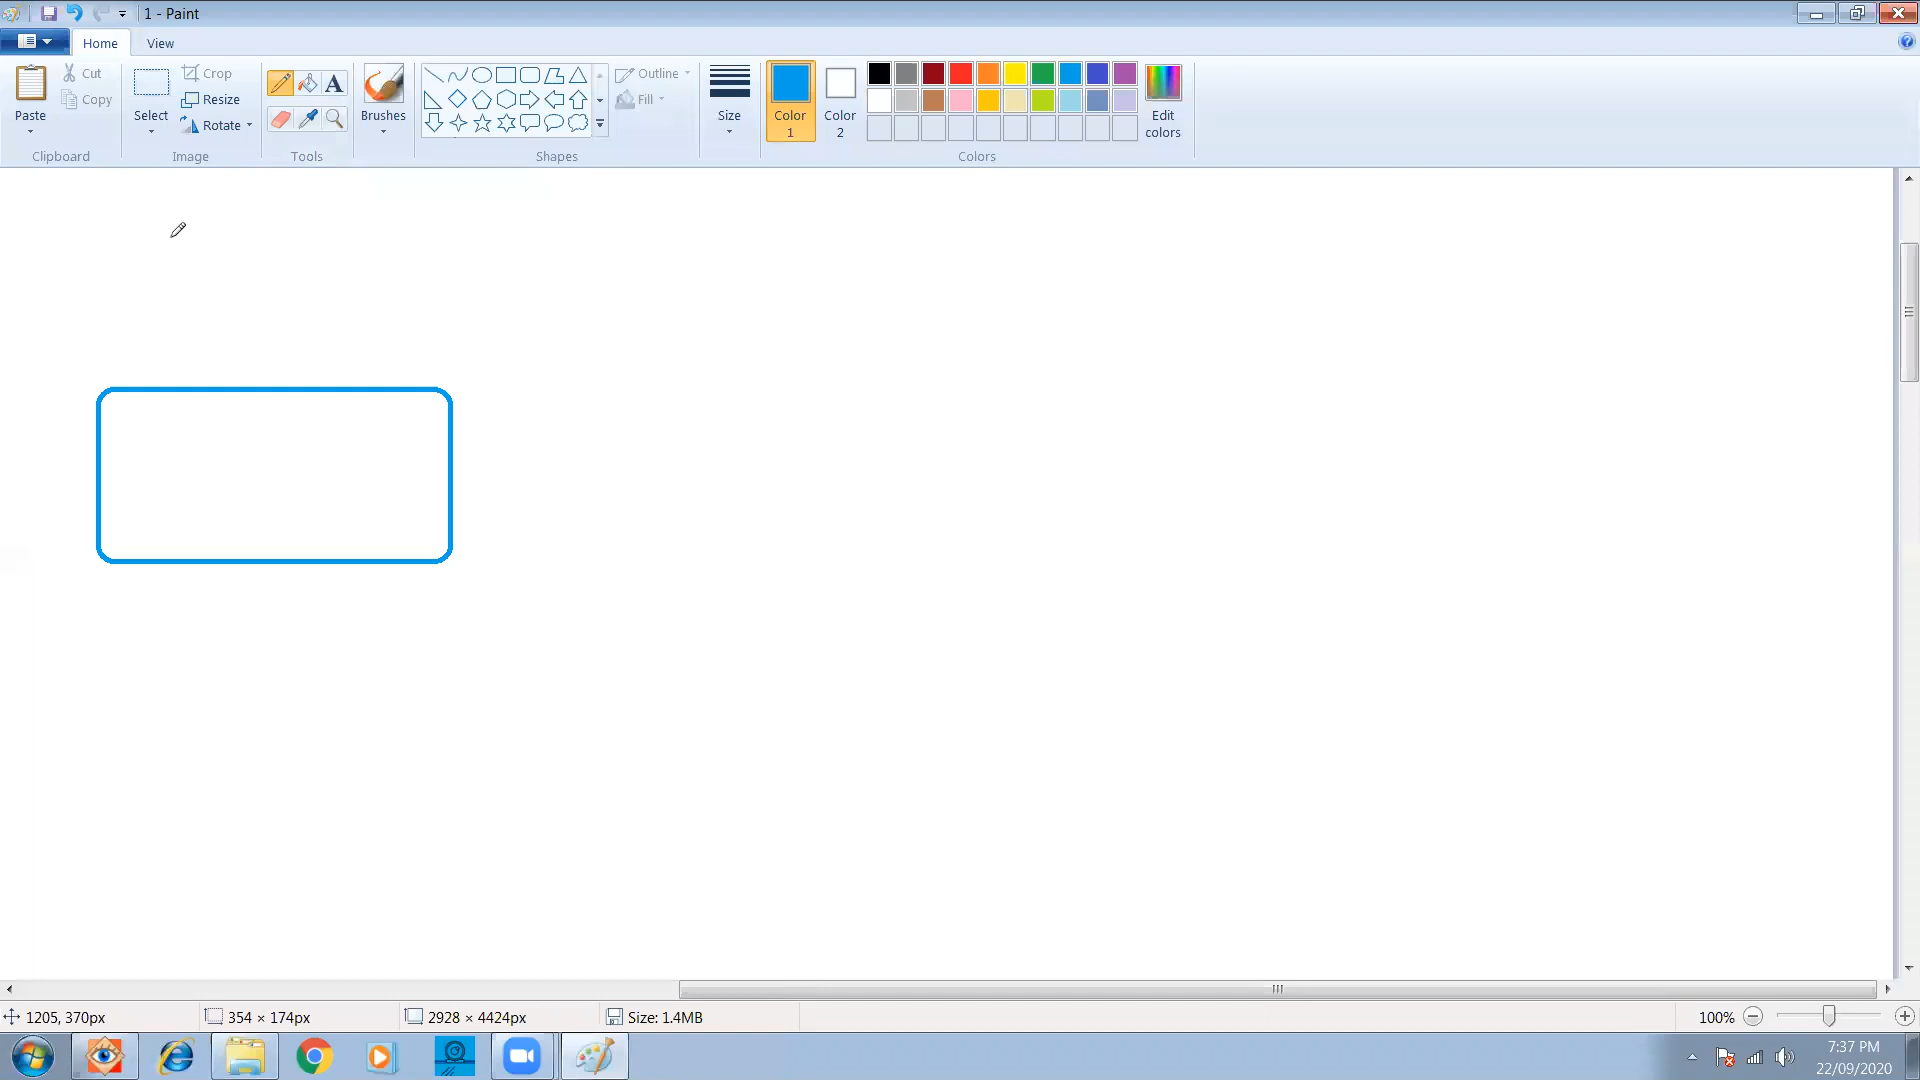 1 - Paint
Home View
Paste
Cut
Copy
Clipboard
Select
Crop
Resize
Rotate
Image
A
Tools
Brushes
Outline
Fill
Shapes
Size
Color
1
Color
2
Edit
colors
Colors
1205, 370px 354 × 174px 2928 × 4424px Size: 1.4MB 100%
7:37 PM
22/09/2020